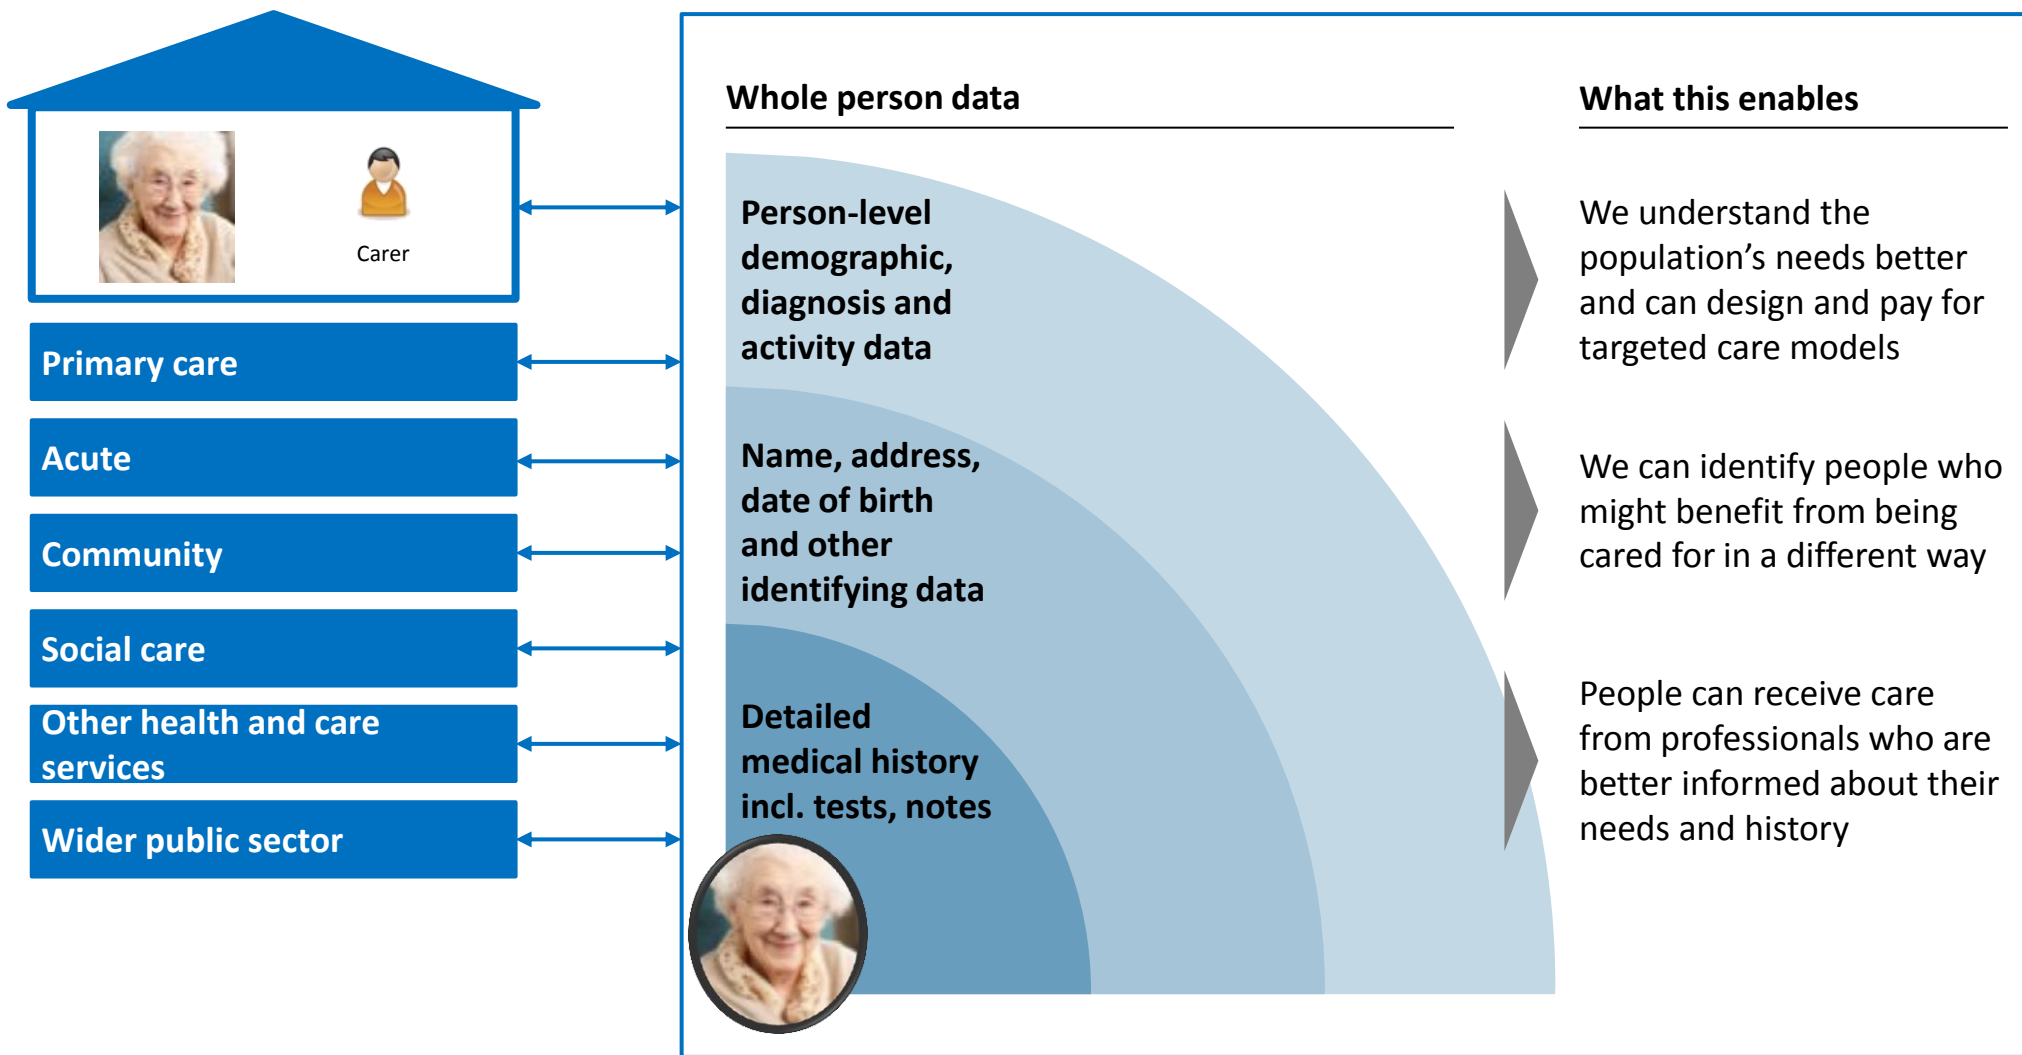 Carer
Primary care
Acute
Community
Social care
Other health and care
services
Wider public sector
Whole person data
Person-level
demographic,
diagnosis and
activity data
Name, address,
date of birth
and other
identifying data
Detailed
medical history
incl. tests, notes
What this enables
We understand the
population’s needs better
and can design and pay for
targeted care models
We can identify people who
might benefit from being
cared for in a different way
People can receive care
from professionals who are
better informed about their
needs and history